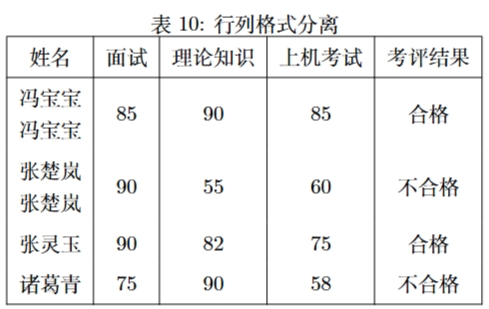 表 10: 行列格式分离
姓名 面试 理论知识 上机考试 考评结果
冯宝宝
冯宝宝 85 90 85 合格
张楚岚
张楚岚 90 55 60 不合格
张灵玉 90 82 75 合格
诸葛青 75 90 58 不合格